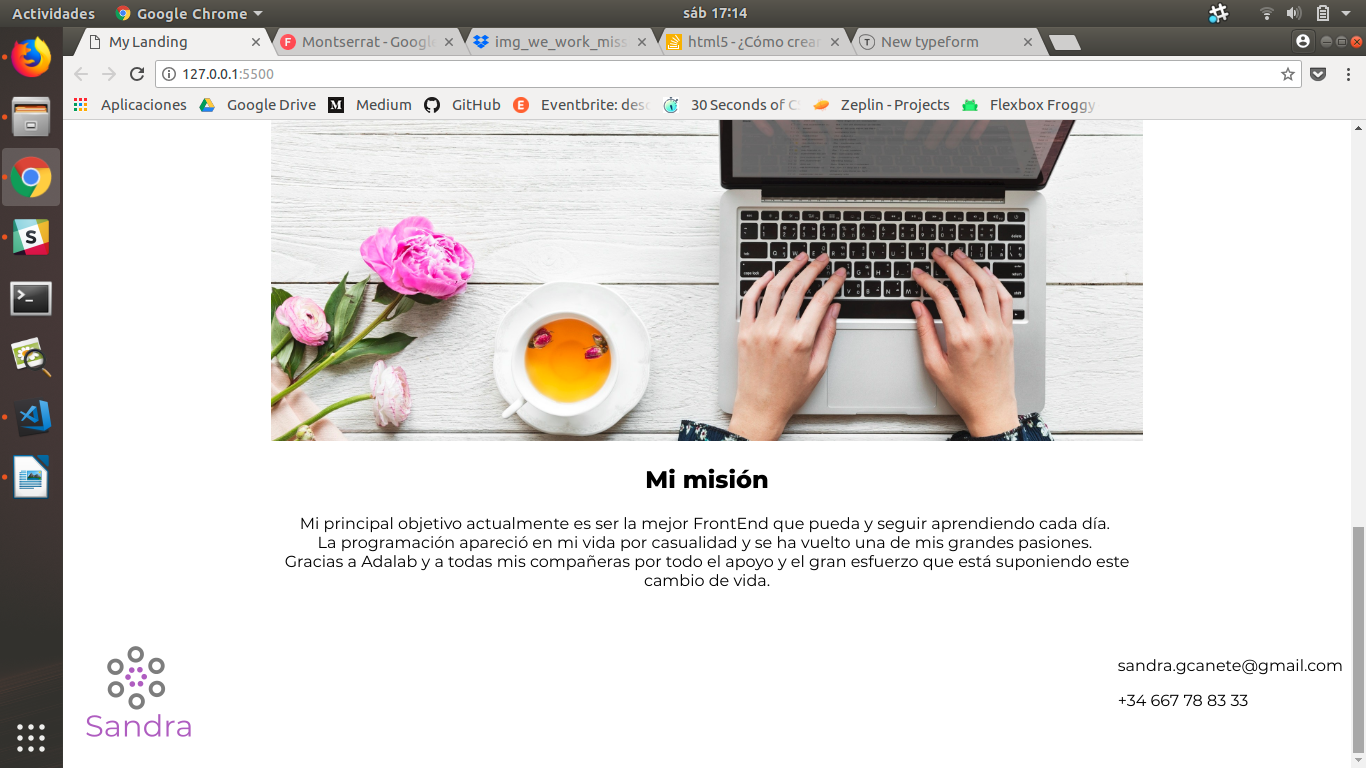 Actividades
Google Chrome
sáb 17:14
My Landing
Montserrat - Google
img_we_work_miss
html5 - ¿Cómo crear
New typeform
127.0.0.1:5500
Aplicaciones
Google Drive
Medium
GitHub
Eventbrite: desc
30 Seconds of C
Zeplin - Projects
Flexbox Froggy
Mi misión
Mi principal objetivo actualmente es ser la mejor FrontEnd que pueda y seguir aprendiendo cada día.
La programación apareció en mi vida por casualidad y se ha vuelto una de mis grandes pasiones.
Gracias a Adalab y a todas mis compañeras por todo el apoyo y el gran esfuerzo que está suponiendo este
cambio de vida.
Sandra
sandra.gcanete@gmail.com
+34 667 78 83 33